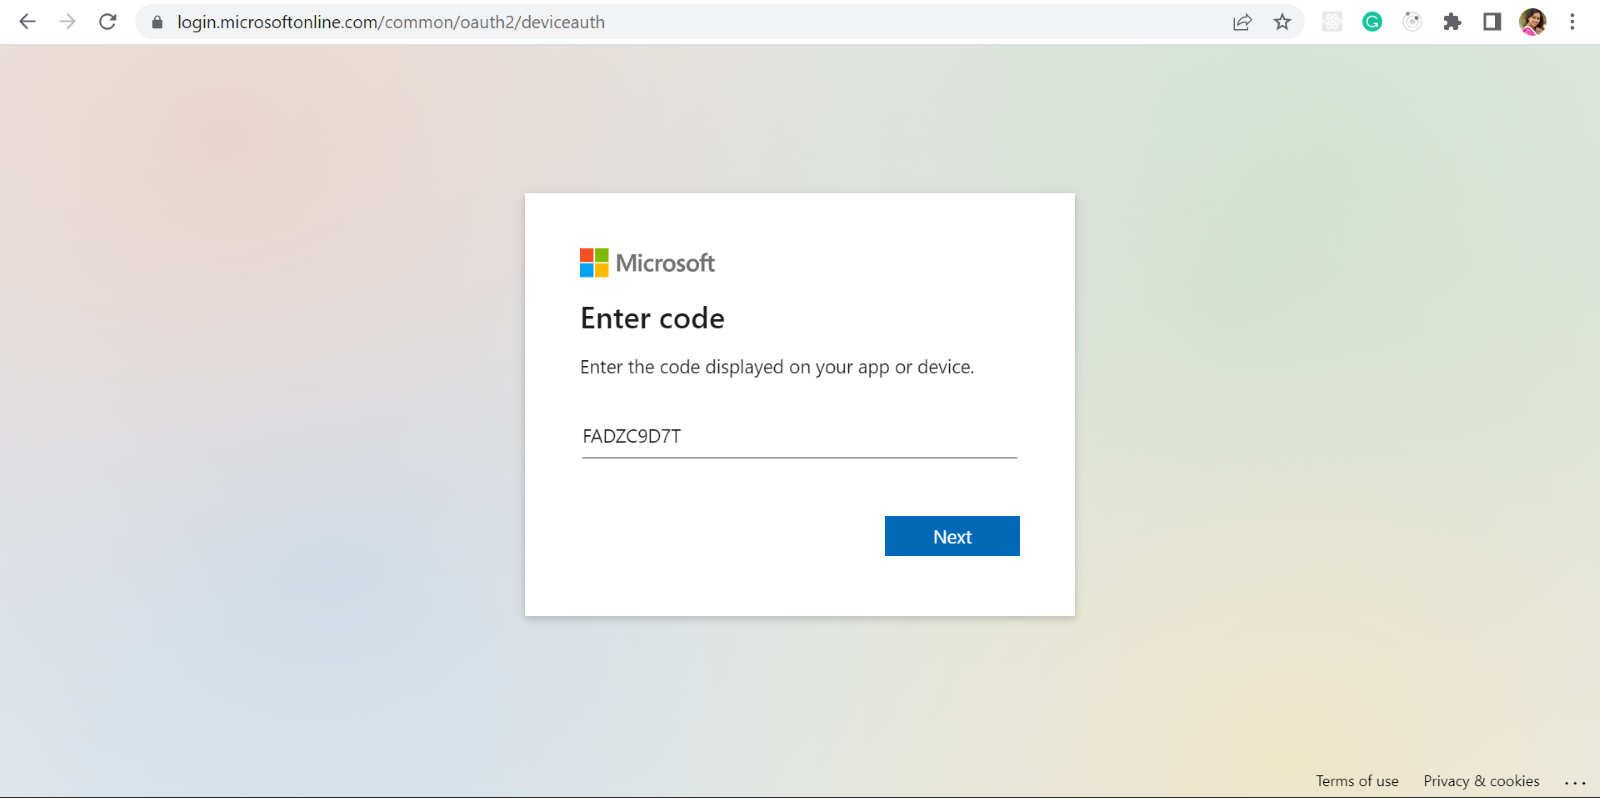 login.microsoftonline.com/common/oauth2/deviceauth
Microsoft
Enter code
Enter the code displayed on your app or device.
FADZC9D7T
Next
Terms of use Privacy & cookies ...